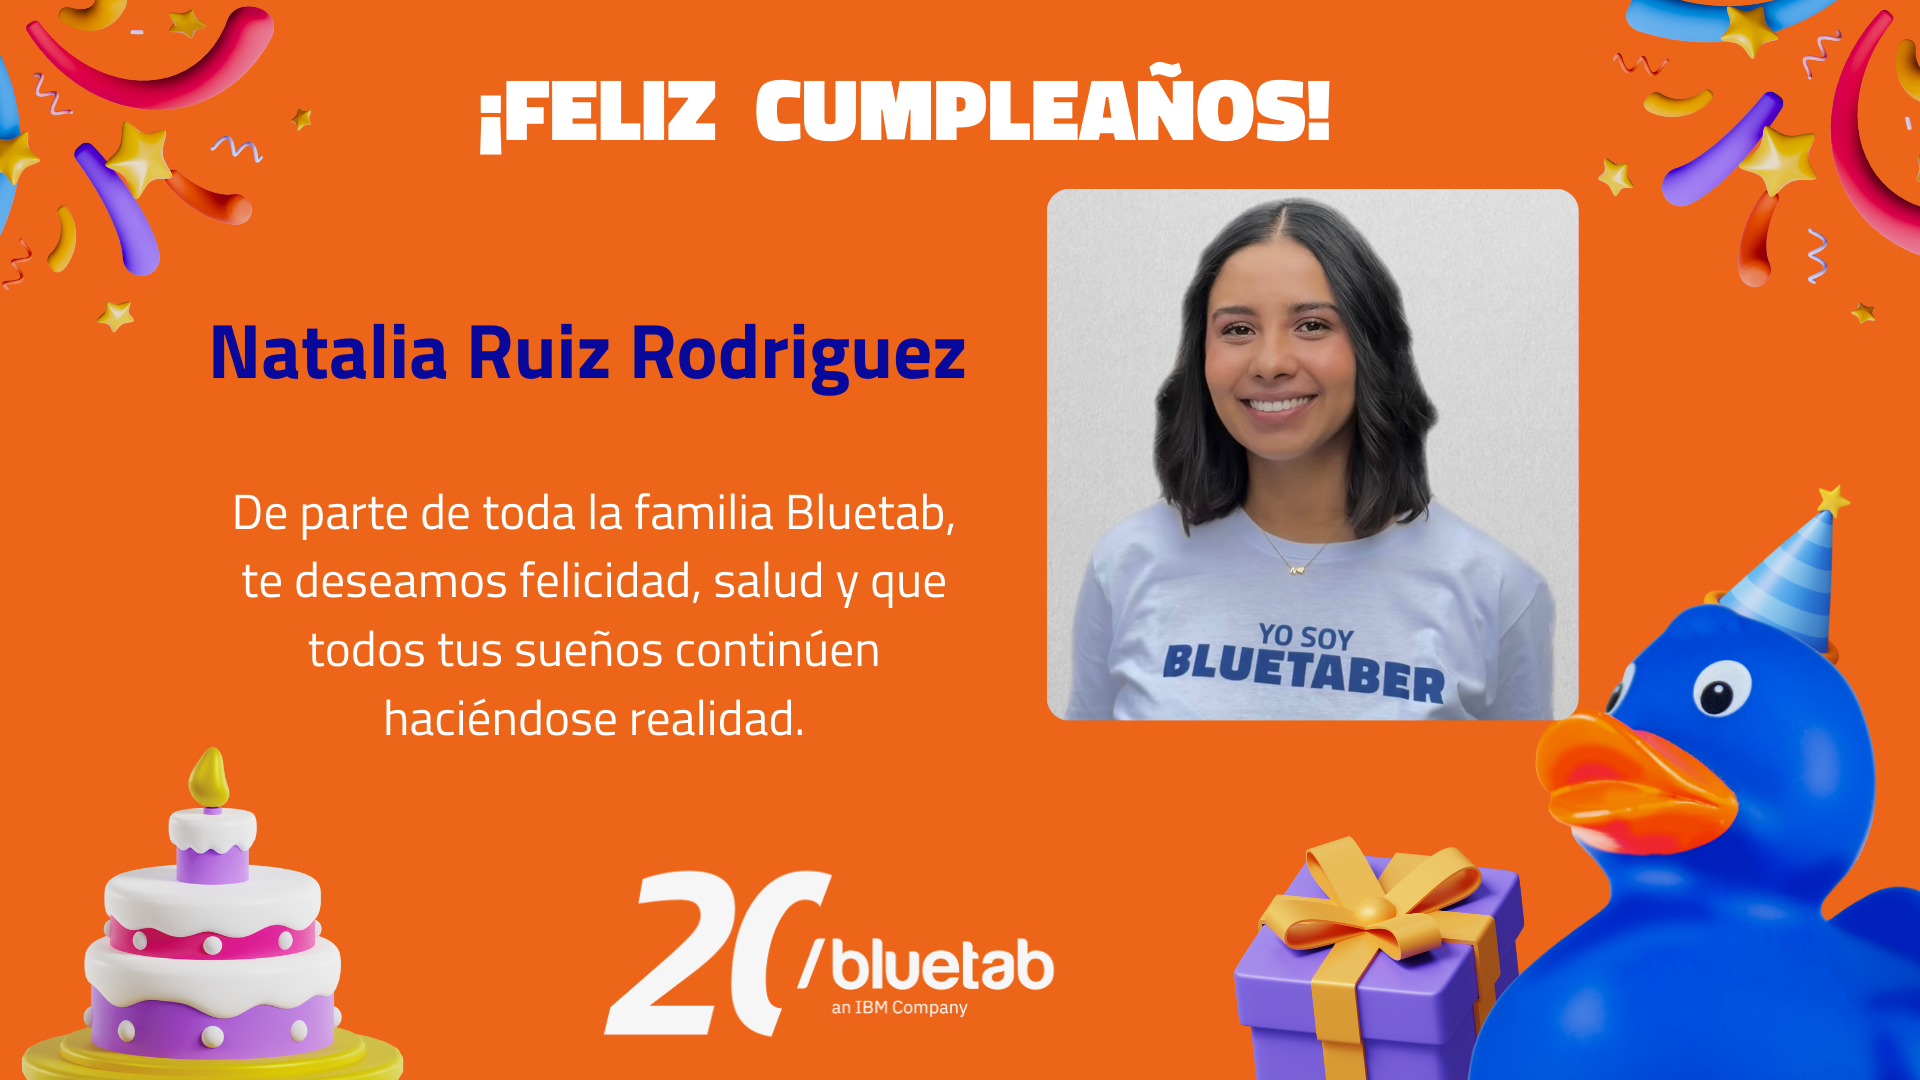 ¡FELIZ CUMPLEAÑOS!
Natalia Ruiz Rodriguez
De parte de toda la familia Bluetab,
te deseamos felicidad, salud y que
todos tus sueños continúen
haciéndose realidad.
YO SOY
BLUETABER
20/bluetab
an IBM Company